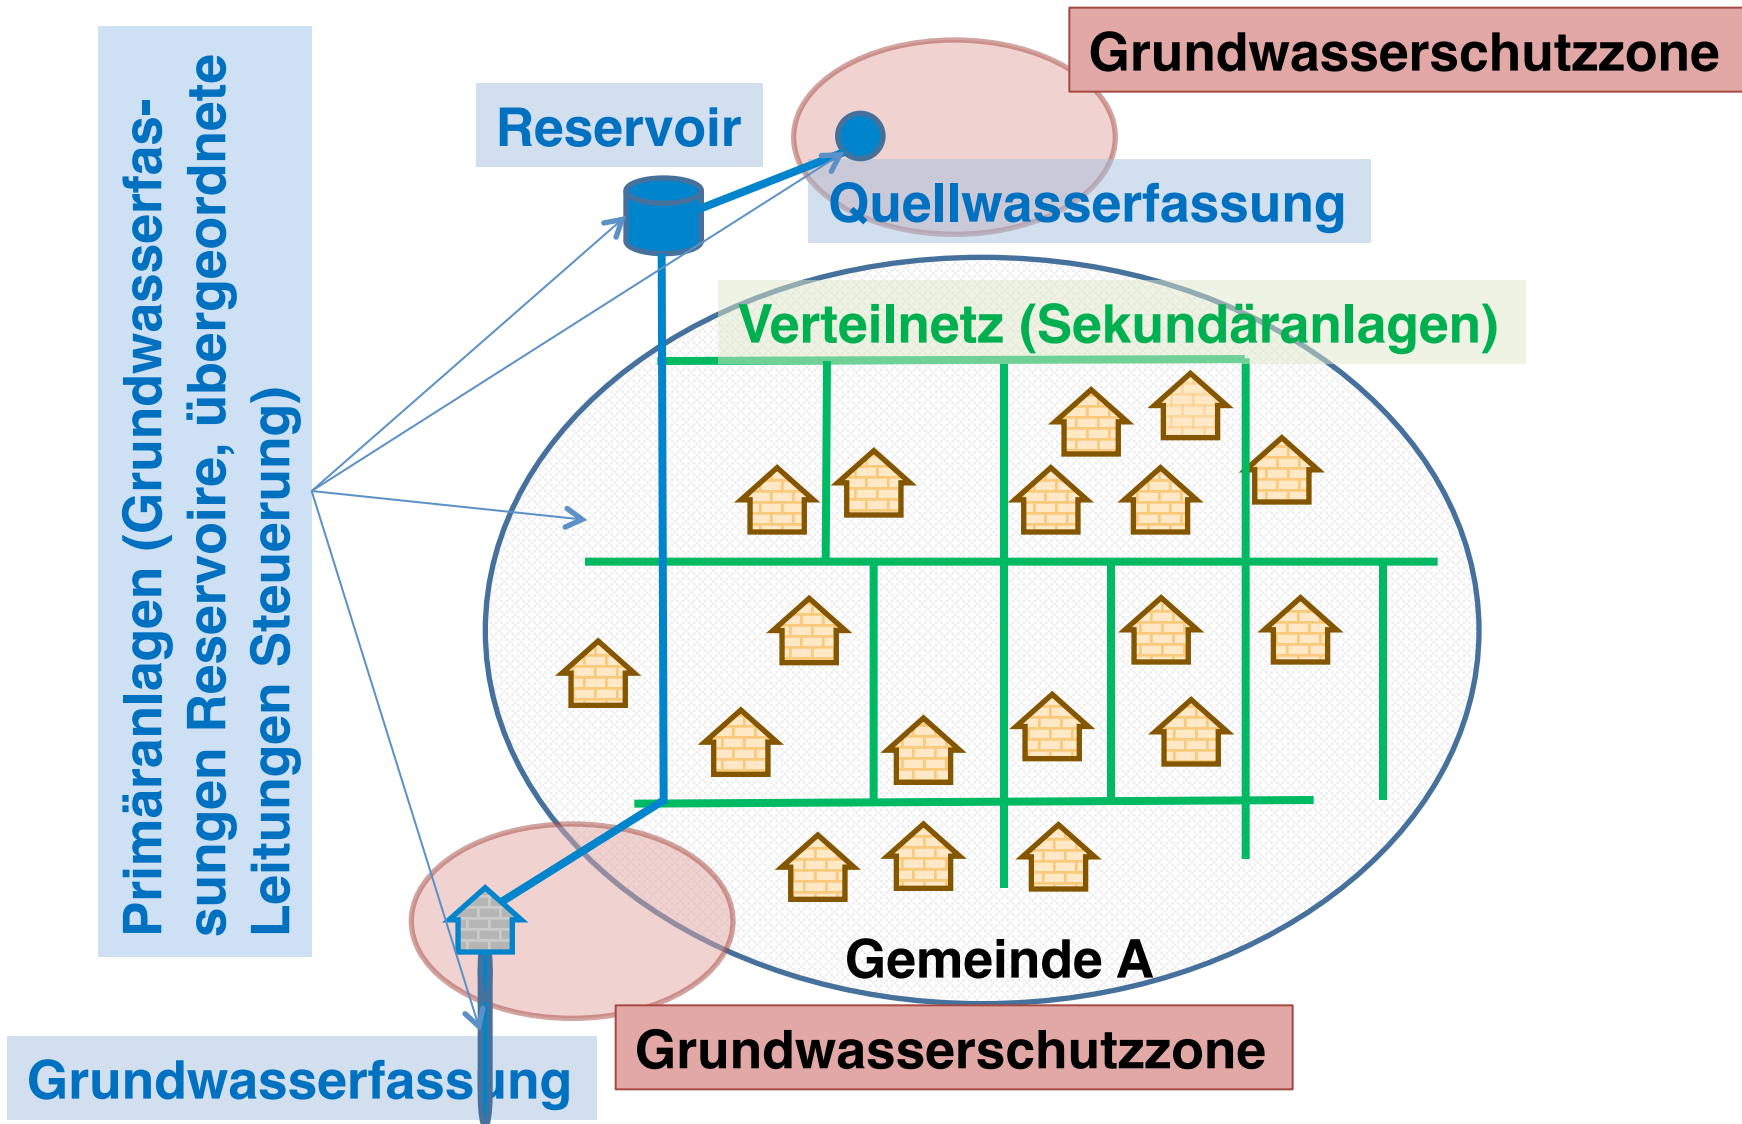 Grundwasserschutzzone
Reservoir
Quellwasserfassung
Verteilnetz (Sekundäranlagen)
Primäranlagen (Grundwasserfas-
sungen Reservoire, übergeordnete
Leitungen Steuerung)
Gemeinde A
Grundwasserschutzzone
Grundwasserfassung